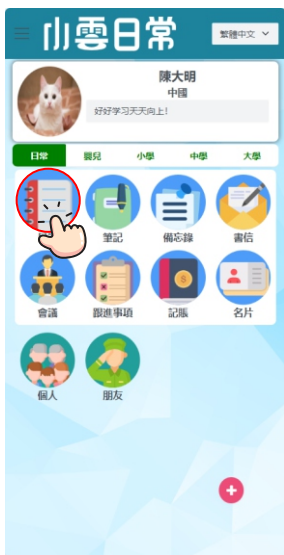 小雲日常
繁體中文
陳大明
中國
好好学习天天向上!
日常 嬰兒 小學 中學 大學
筆記 備忘錄 書信
會議 跟進事項 記賬 名片
個人 朋友